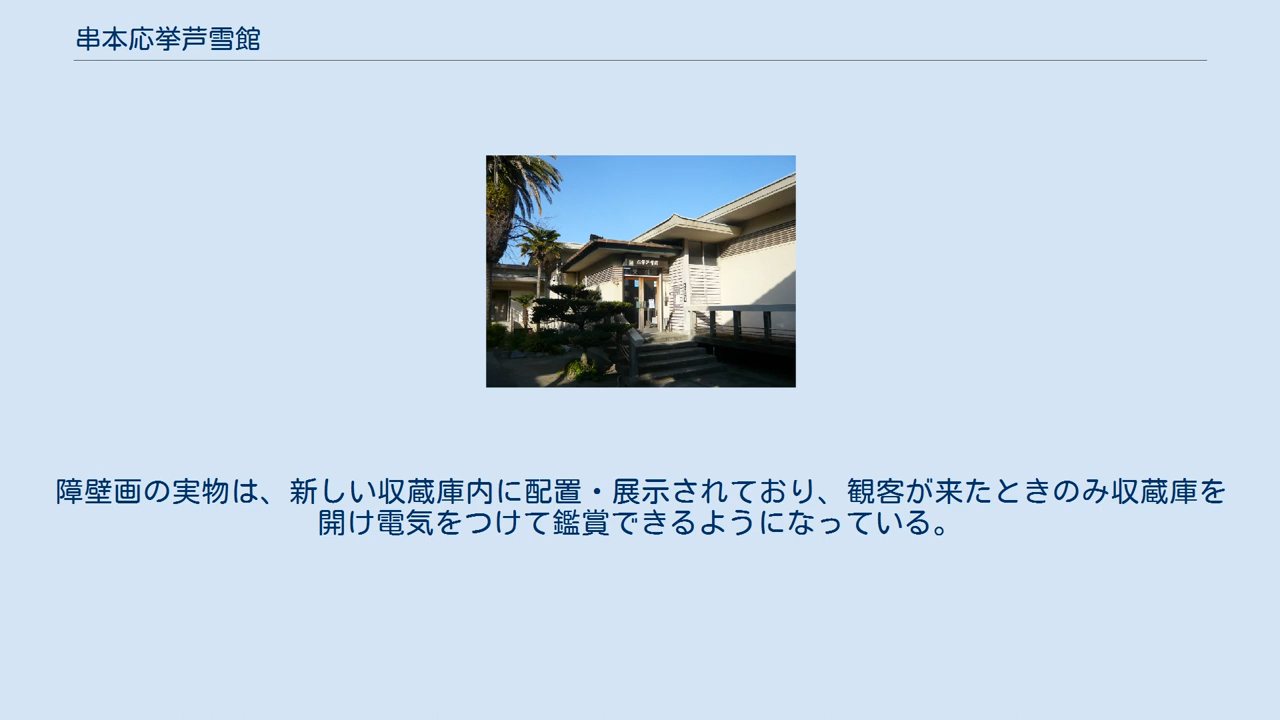 串本応挙芦雪館
障壁画の実物は、新しい収蔵庫内に配置・展示されており、観客が来たときのみ収蔵庫を
開け電気をつけて鑑賞できるようになっている。